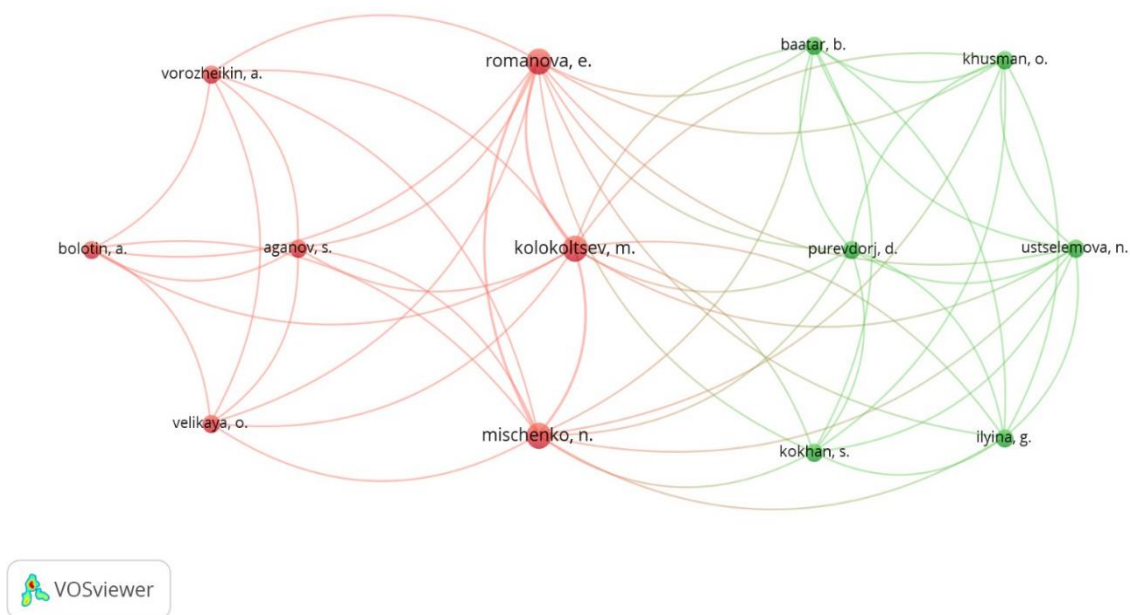 baatar, b.
romanova, e.
khusman, o.
vorozheikin, a.
bolotin, a.
aganov, s.
kolokoltsev, m.
purevdorj, d.
ustselemova, n.
velikaya, o.
mischenko, n.
ilyina, g.
kokhan, s.
VOSviewer